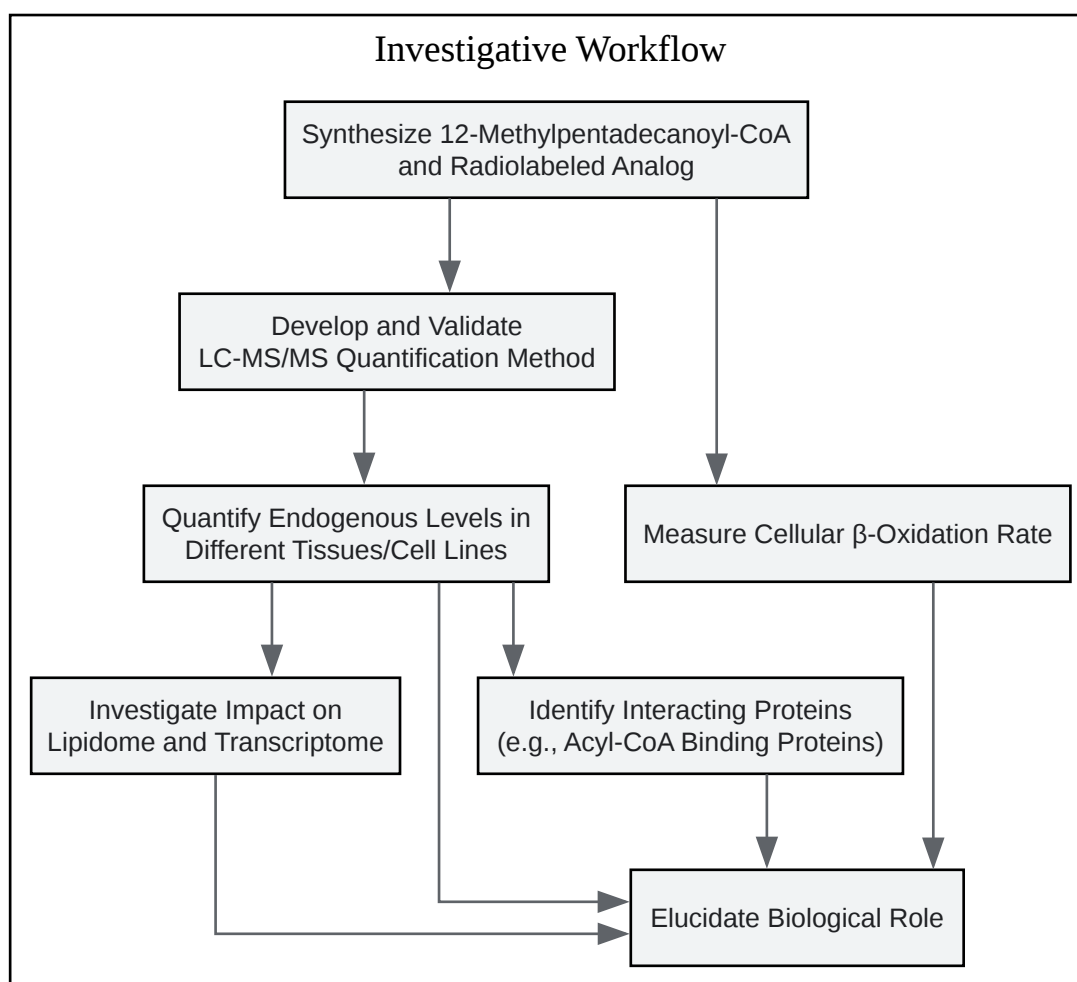 Investigative Workflow
Synthesize 12-Methylpentadecanoyl-CoA
and Radiolabeled Analog
Develop and Validate
LC-MS/MS Quantification Method
Quantify Endogenous Levels in
Different Tissues/Cell Lines
Measure Cellular β-Oxidation Rate
Investigate Impact on
Lipidome and Transcriptome
Identify Interacting Proteins
(e.g., Acyl-CoA Binding Proteins)
Elucidate Biological Role